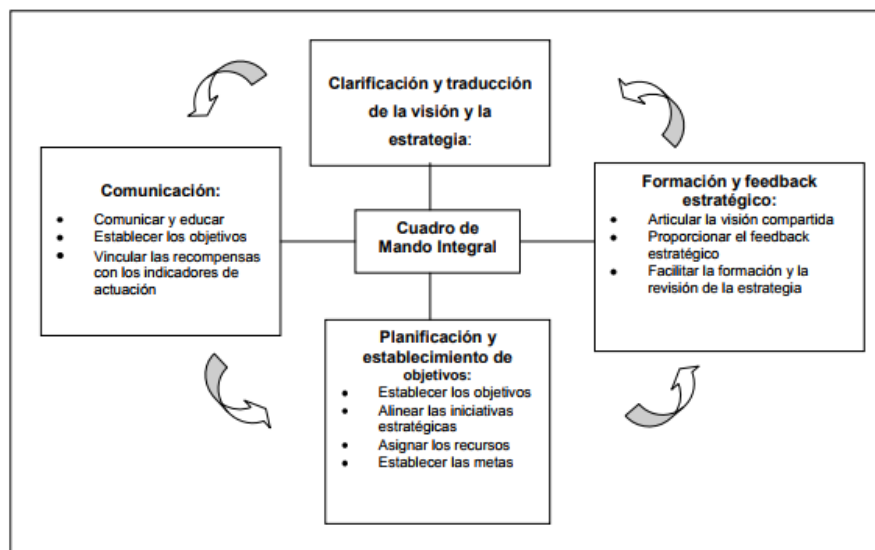 Clarificación y traducción
de la visión y la
estrategia:
Comunicación:
• Comunicar y educar
• Establecer los objetivos
• Vincular las recompensas
con los indicadores de
actuación
Cuadro de
Mando Integral
Formación y feedback
estratégico:
• Articular la visión compartida
• Proporcionar el feedback
estratégico
• Facilitar la formación y la
revisión de la estrategia
Planificación y
establecimiento de
objetivos:
• Establecer los objetivos
• Alinear las iniciativas
estratégicas
• Asignar los recursos
• Establecer las metas